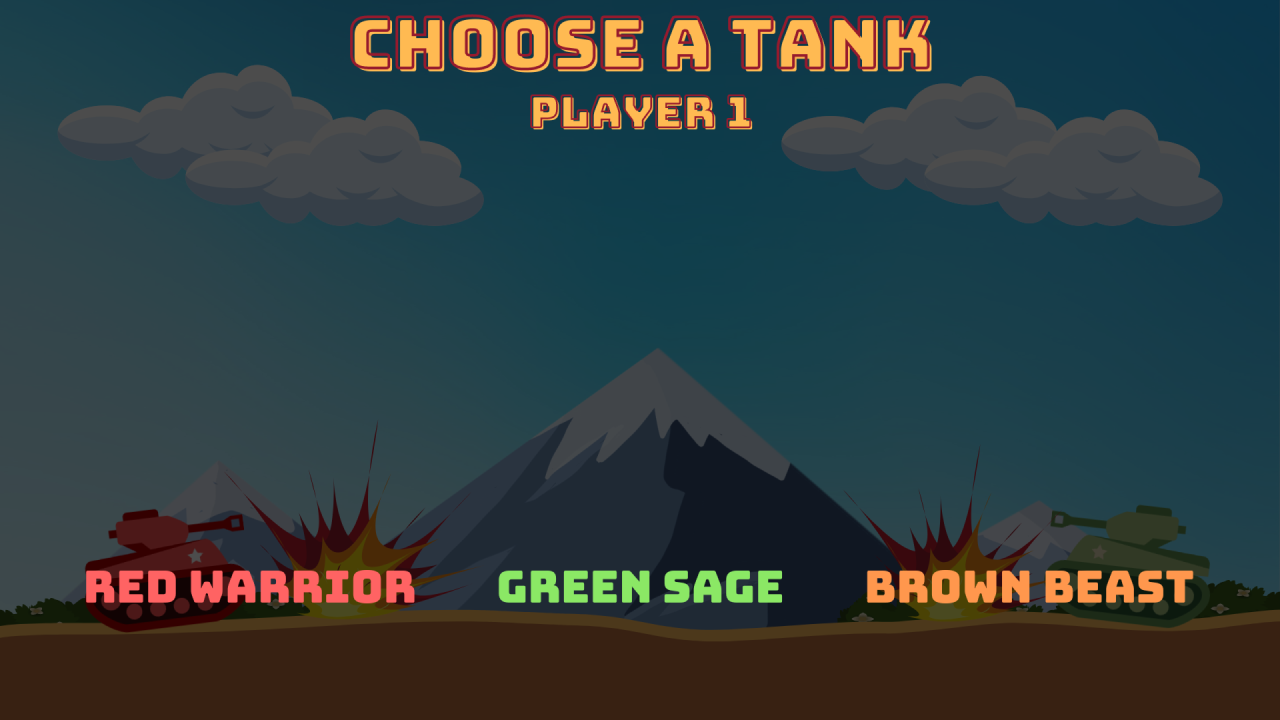 CHOOSE A TANK
PLAYER 1
RED WARRIOR
GREEN SAGE
BROWN BEAST